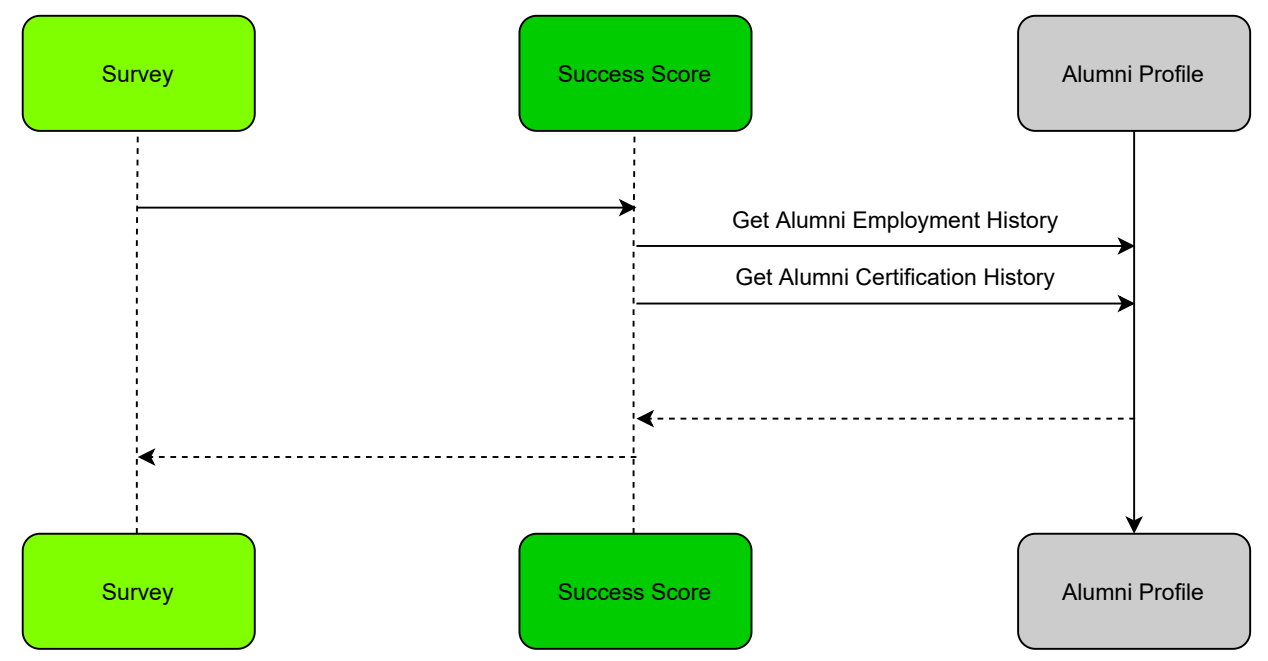 Survey
Success Score
Alumni Profile
Get Alumni Employment History
Get Alumni Certification History
Survey
Success Score
Alumni Profile